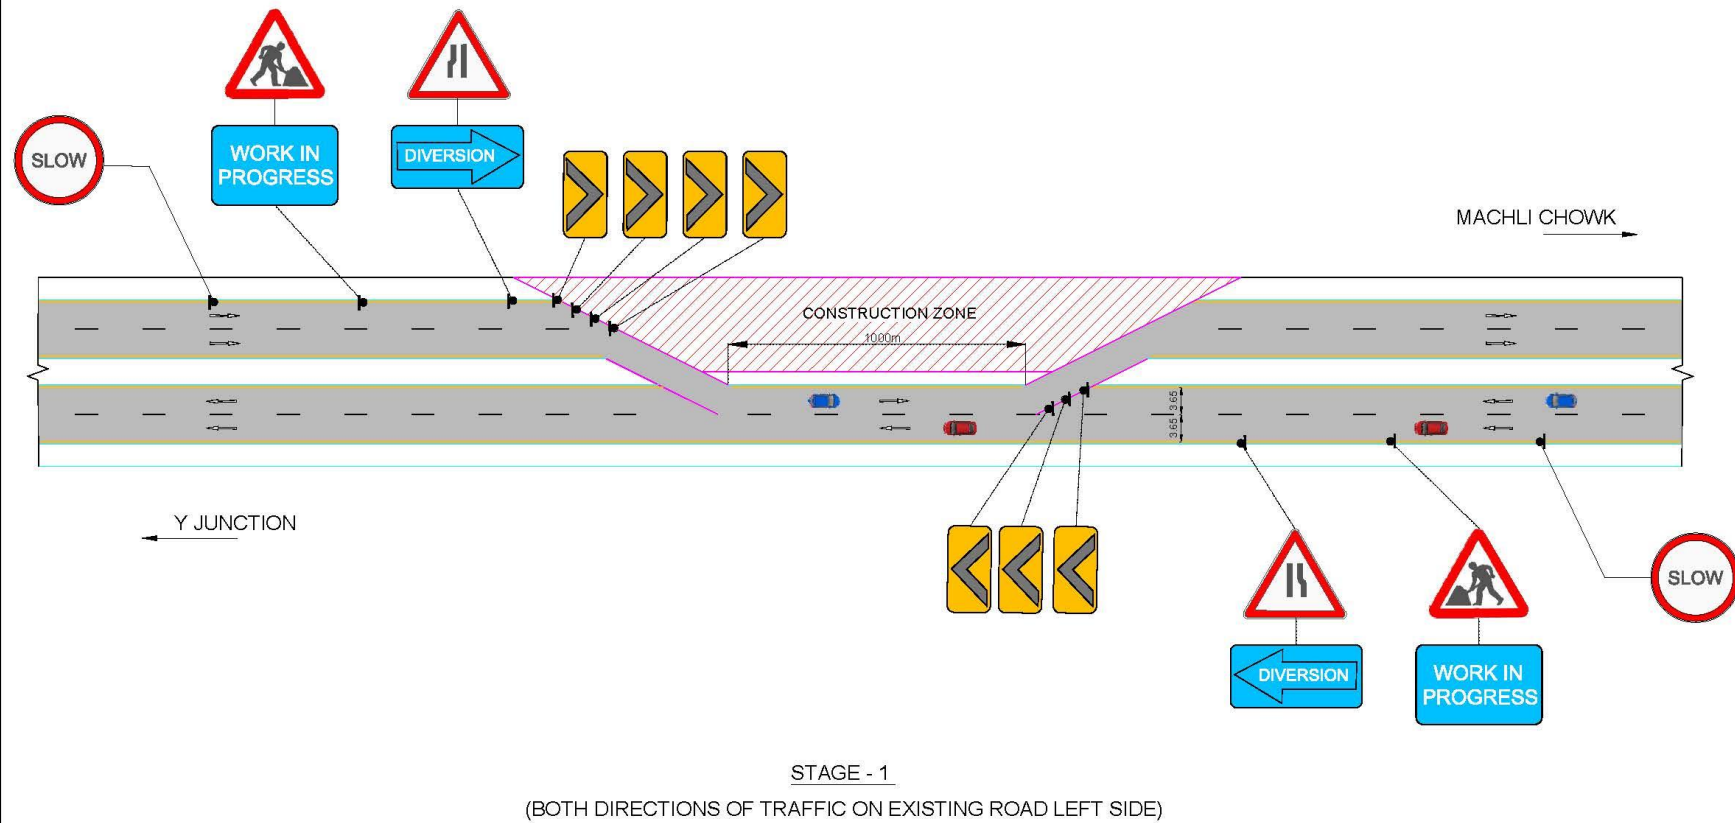 SLOW
WORK IN
PROGRESS
DIVERSION
MACHLI CHOWK
CONSTRUCTION ZONE
1000m
3.65
3.65
Y JUNCTION
SLOW
DIVERSION
WORK IN
PROGRESS
STAGE - 1
(BOTH DIRECTIONS OF TRAFFIC ON EXISTING ROAD LEFT SIDE)